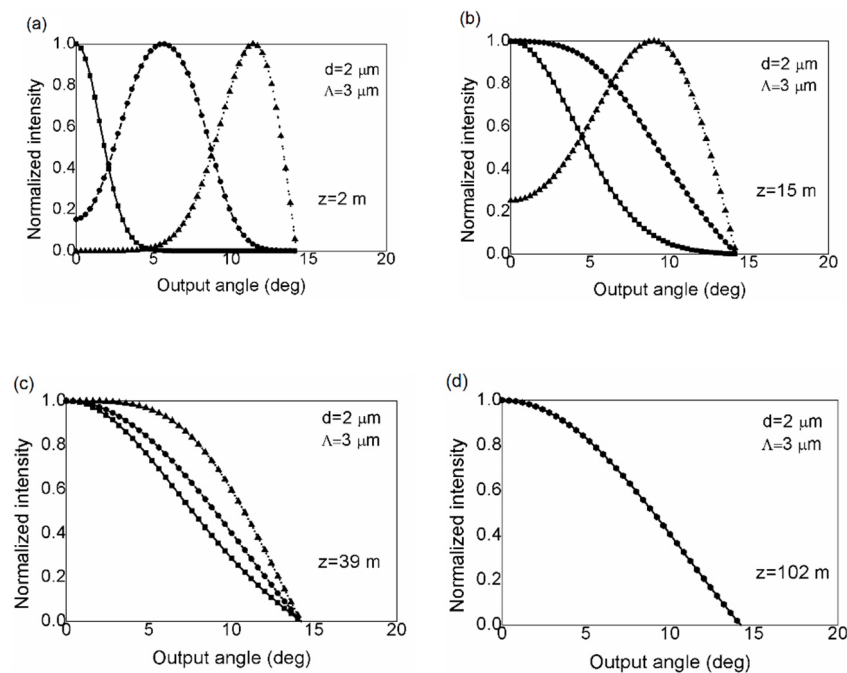 (a)
1.0
0.8
0.6
0.4
0.2
0.0
0
5
10
15
20
Normalized intensity
Output angle (deg)
d=2 μm
Λ=3 μm
z=2 m
(b)
1.0
0.8
0.6
0.4
0.2
0.0
0
5
10
15
20
Normalized intensity
Output angle (deg)
d=2 μm
Λ=3 μm
z=15 m
(c)
1.0
0.8
0.6
0.4
0.2
0.0
0
5
10
15
20
Normalized intensity
Output angle (deg)
d=2 μm
Λ=3 μm
z=39 m
(d)
1.0
0.8
0.6
0.4
0.2
0.0
0
5
10
15
20
Normalized intensity
Output angle (deg)
d=2 μm
Λ=3 μm
z=102 m